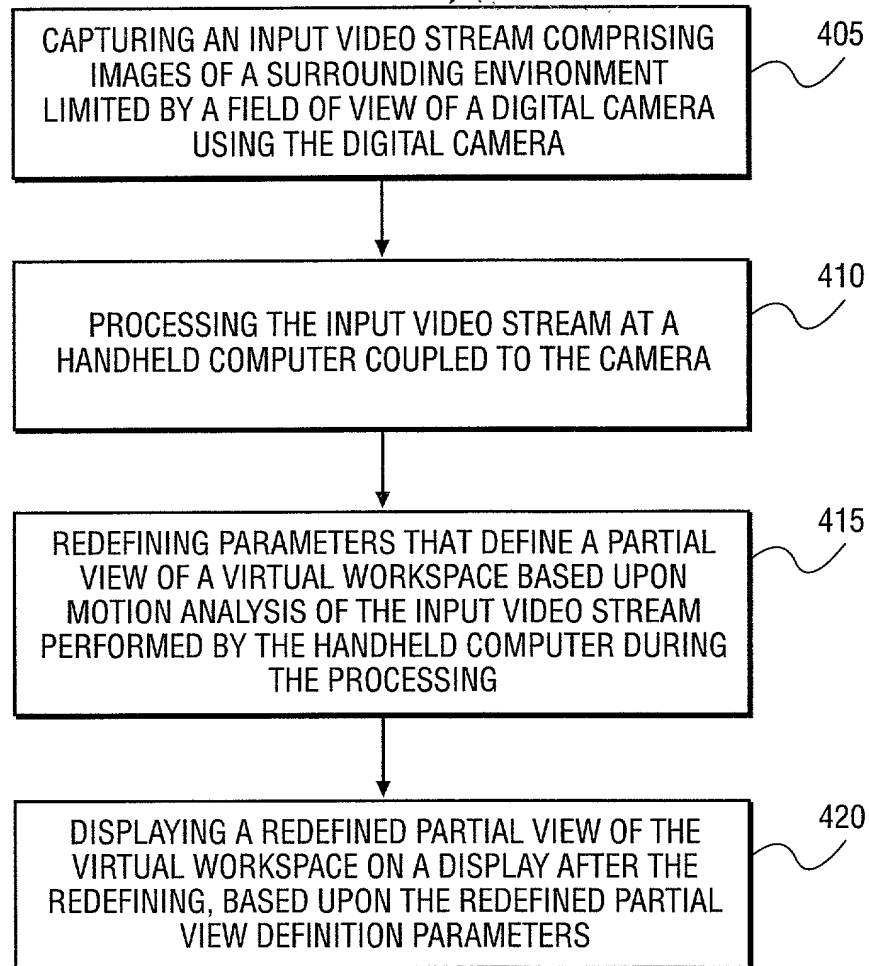 CAPTURING AN INPUT VIDEO STREAM COMPRISING
IMAGES OF A SURROUNDING ENVIRONMENT
LIMITED BY A FIELD OF VIEW OF A DIGITAL CAMERA
USING THE DIGITAL CAMERA
405
PROCESSING THE INPUT VIDEO STREAM AT A
HANDHELD COMPUTER COUPLED TO THE CAMERA
410
REDEFINING PARAMETERS THAT DEFINE A PARTIAL
VIEW OF A VIRTUAL WORKSPACE BASED UPON
MOTION ANALYSIS OF THE INPUT VIDEO STREAM
PERFORMED BY THE HANDHELD COMPUTER DURING
THE PROCESSING
415
DISPLAYING A REDEFINED PARTIAL VIEW OF THE
VIRTUAL WORKSPACE ON A DISPLAY AFTER THE
REDEFINING, BASED UPON THE REDEFINED PARTIAL
VIEW DEFINITION PARAMETERS
420